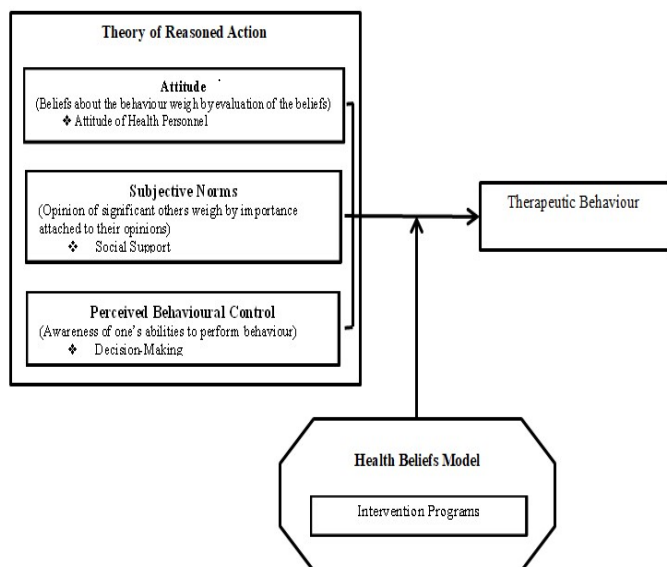 Theory of Reasoned Action
Attitude
(Beliefs about the behaviour weigh by evaluation of the beliefs)
❖ Attitude of Health Personnel
Subjective Norms
(Opinion of significant others weigh by importance
attached to their opinions)
❖ Social Support
Perceived Behavioural Control
(Awareness of one's abilities to perform behaviour)
❖ Decision-Making
Therapeutic Behaviour
Health Beliefs Model
Intervention Programs